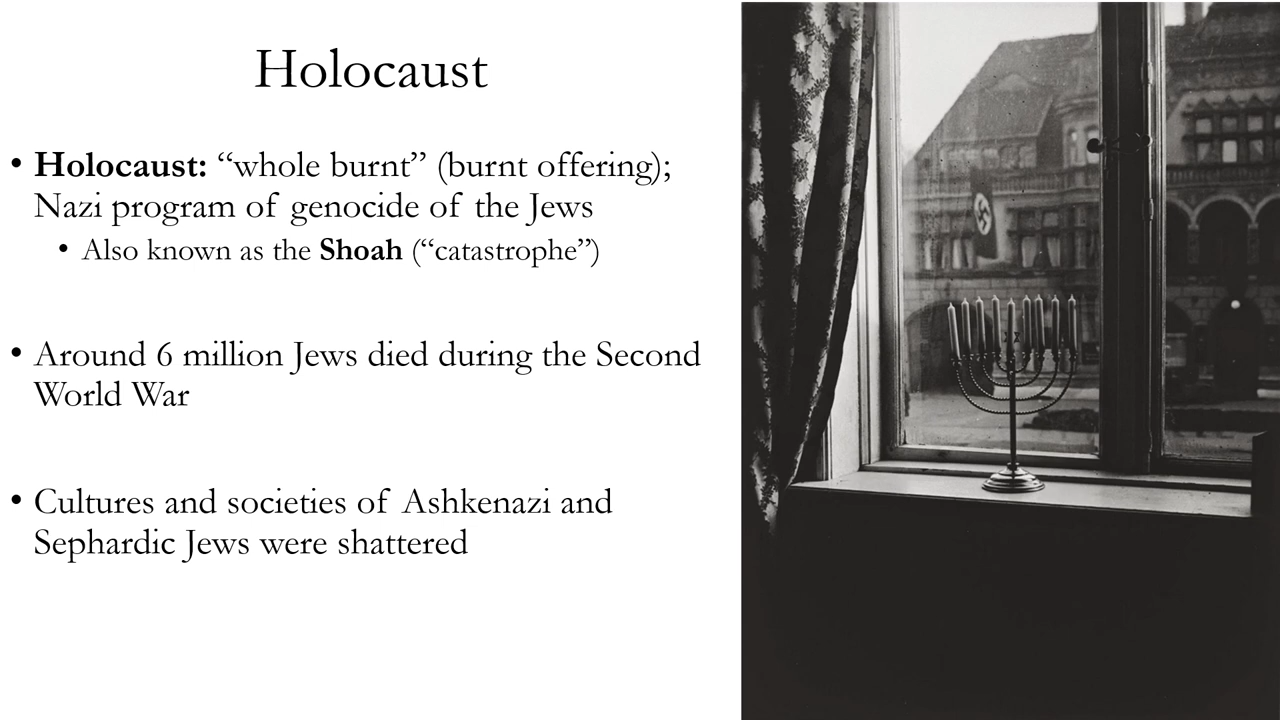 Holocaust
• Holocaust: “whole burnt” (burnt offering);
Nazi program of genocide of the Jews
• Also known as the Shoah (“catastrophe”)
• Around 6 million Jews died during the Second
World War
• Cultures and societies of Ashkenazi and
Sephardic Jews were shattered